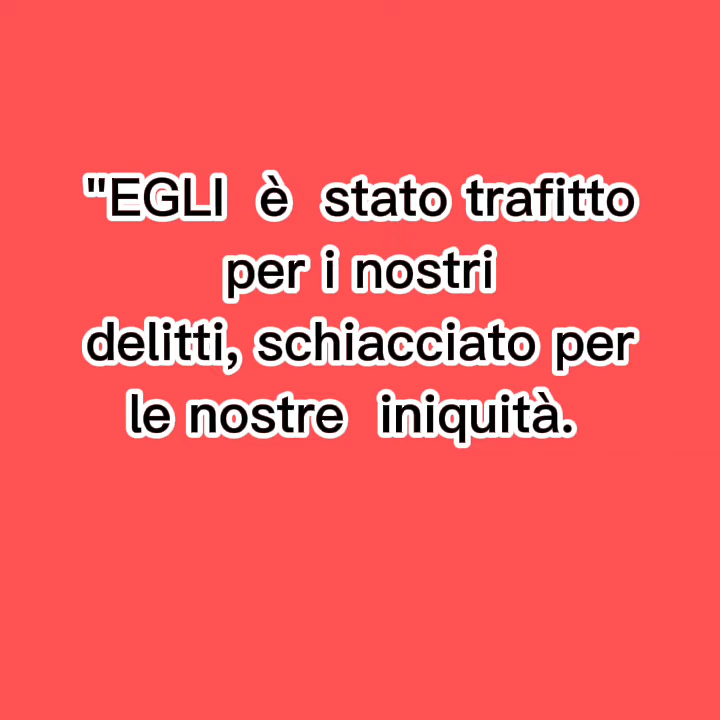 "EGLI è stato trafitto
per i nostri
delitti, schiacciato per
le nostre iniquità.